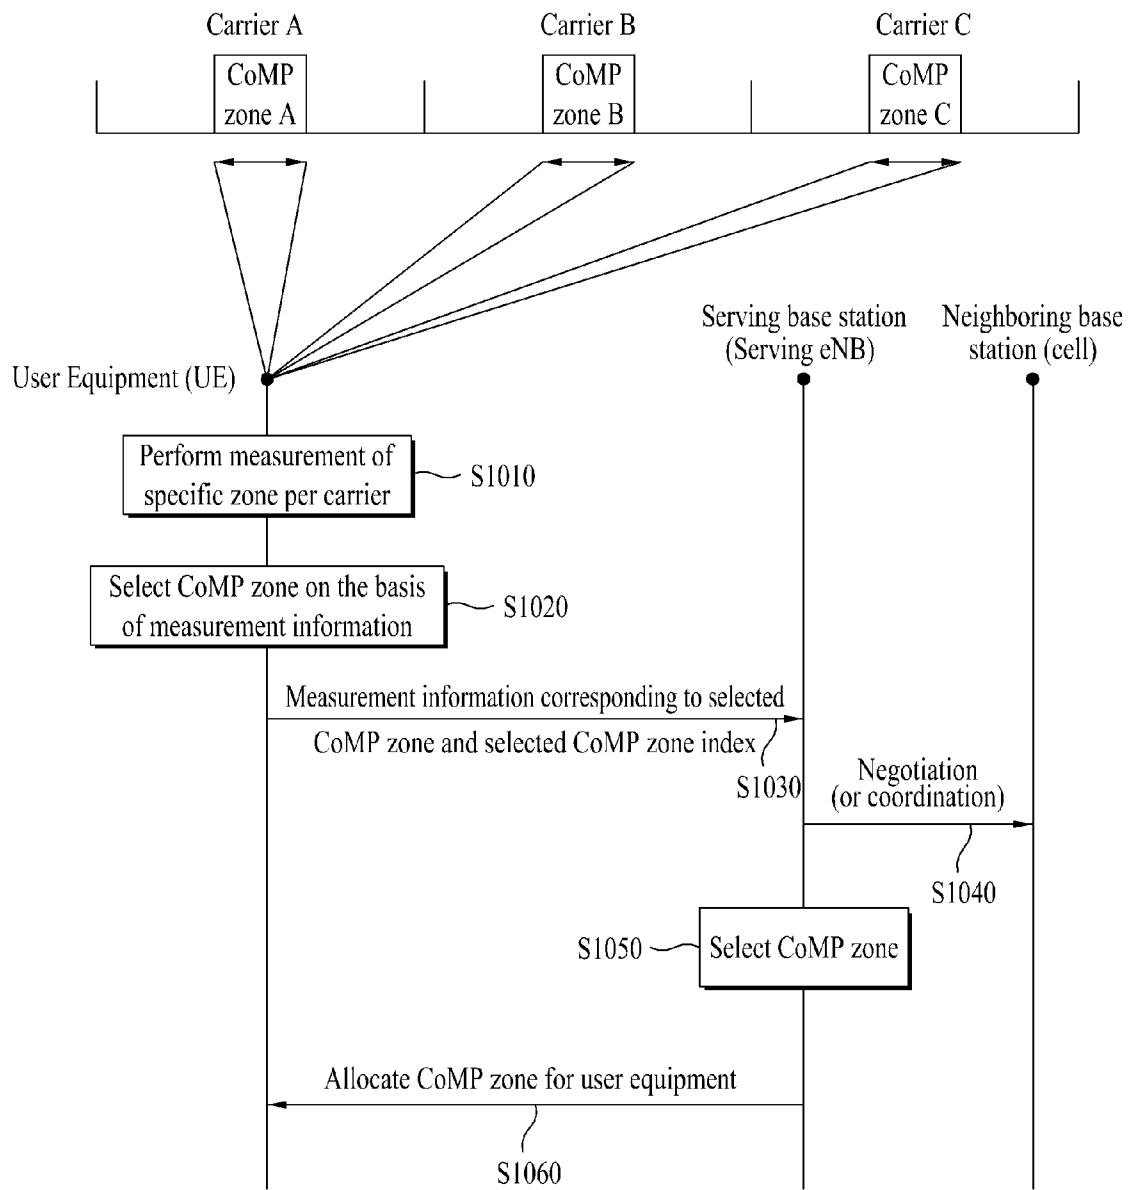 Carrier A
Carrier B
Carrier C
CoMP
zone A
CoMP
zone B
CoMP
zone C
Serving base station
(Serving eNB)
Neighboring base
station (cell)
User Equipment (UE)
Perform measurement of
specific zone per carrier
S1010
Select CoMP zone on the basis
of measurement information
S1020
Measurement information corresponding to selected
CoMP zone and selected CoMP zone index
S1030
Negotiation
(or coordination)
S1040
S1050
Select CoMP zone
Allocate CoMP zone for user equipment
S1060